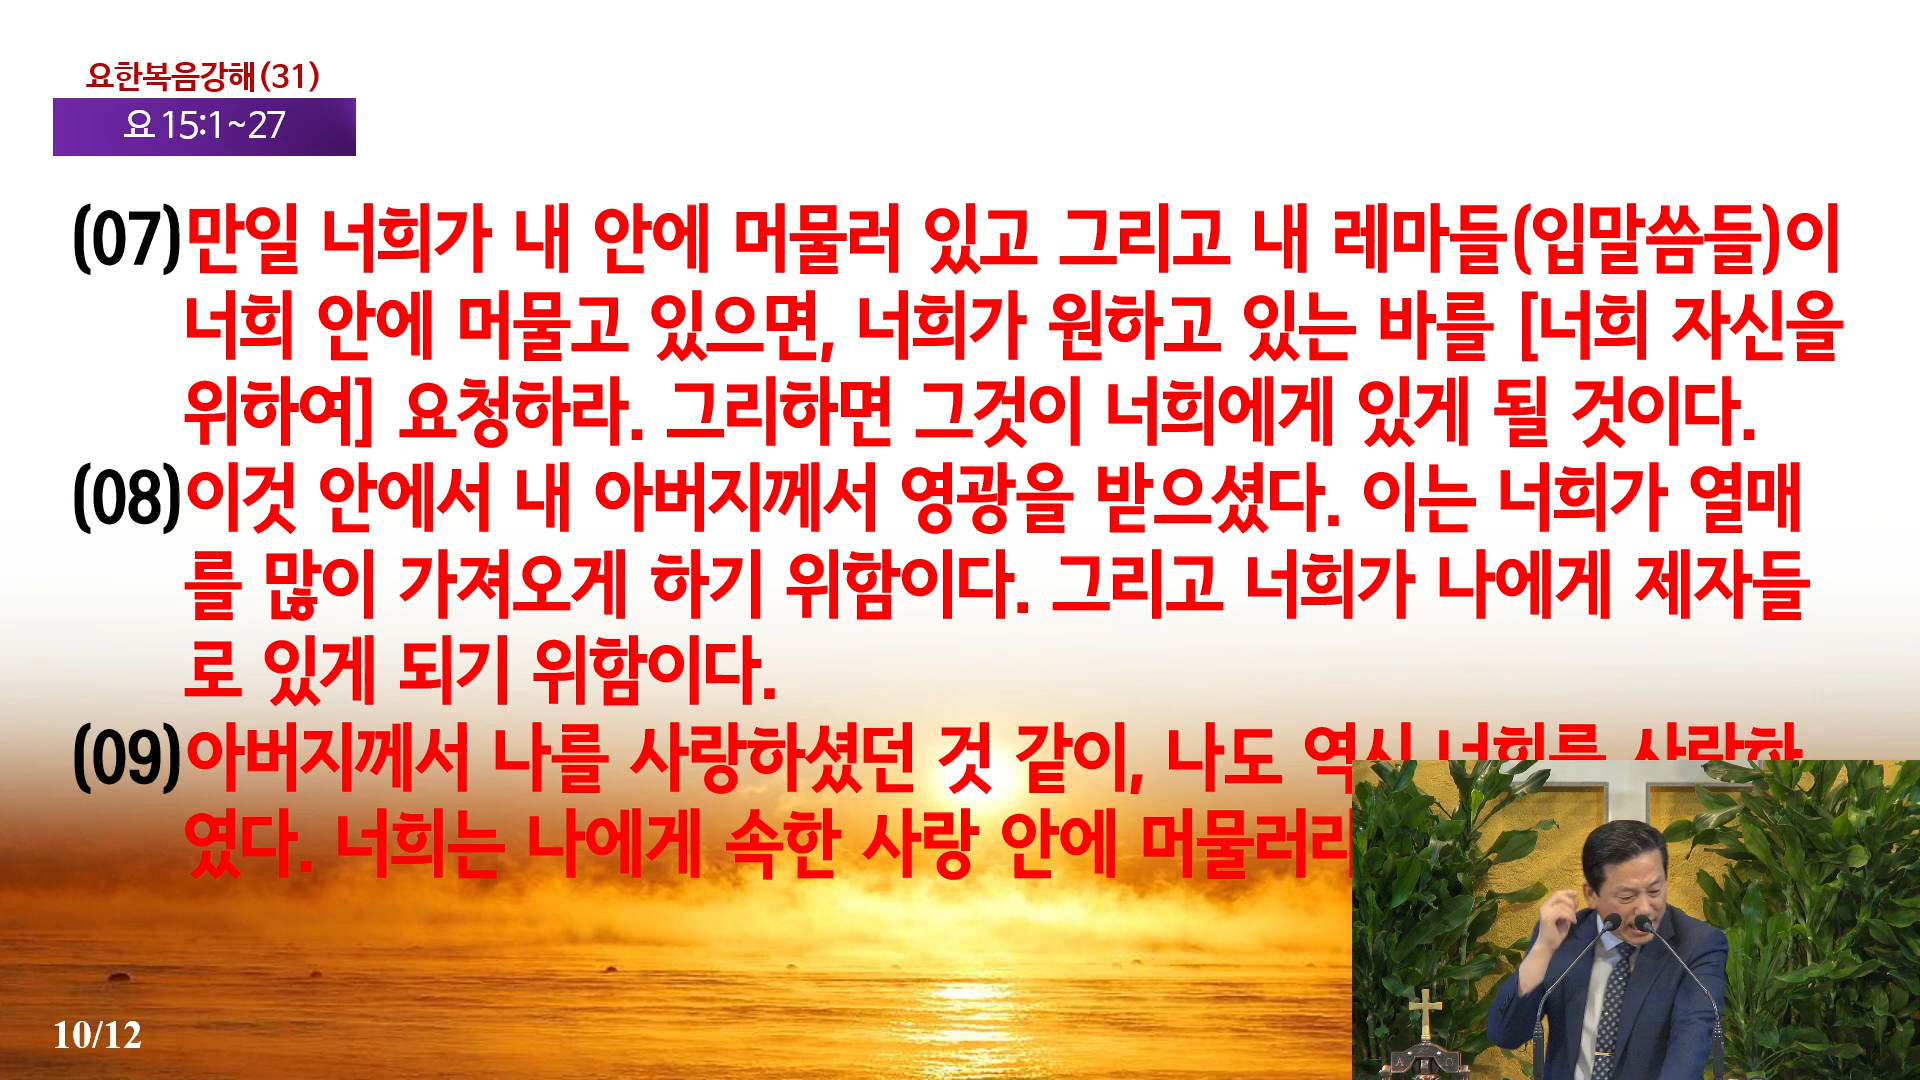 요한복음강해(31)
요 15:1~27
(07)만일 너희가 내 안에 머물러 있고 그리고 내 레마들(입말씀들)이
너희 안에 머물고 있으면, 너희가 원하고 있는 바를 [너희 자신을
위하여] 요청하라. 그리하면 그것이 너희에게 있게 될 것이다.
(08)이것 안에서 내 아버지께서 영광을 받으셨다. 이는 너희가 열매
를 많이 가져오게 하기 위함이다. 그리고 너희가 나에게 제자들
로 있게 되기 위함이다.
(09)아버지께서 나를 사랑하셨던 것 같이, 나도 역시 너희를 사랑하
였다. 너희는 나에게 속한 사랑 안에 머물러라
10/12
A Ω